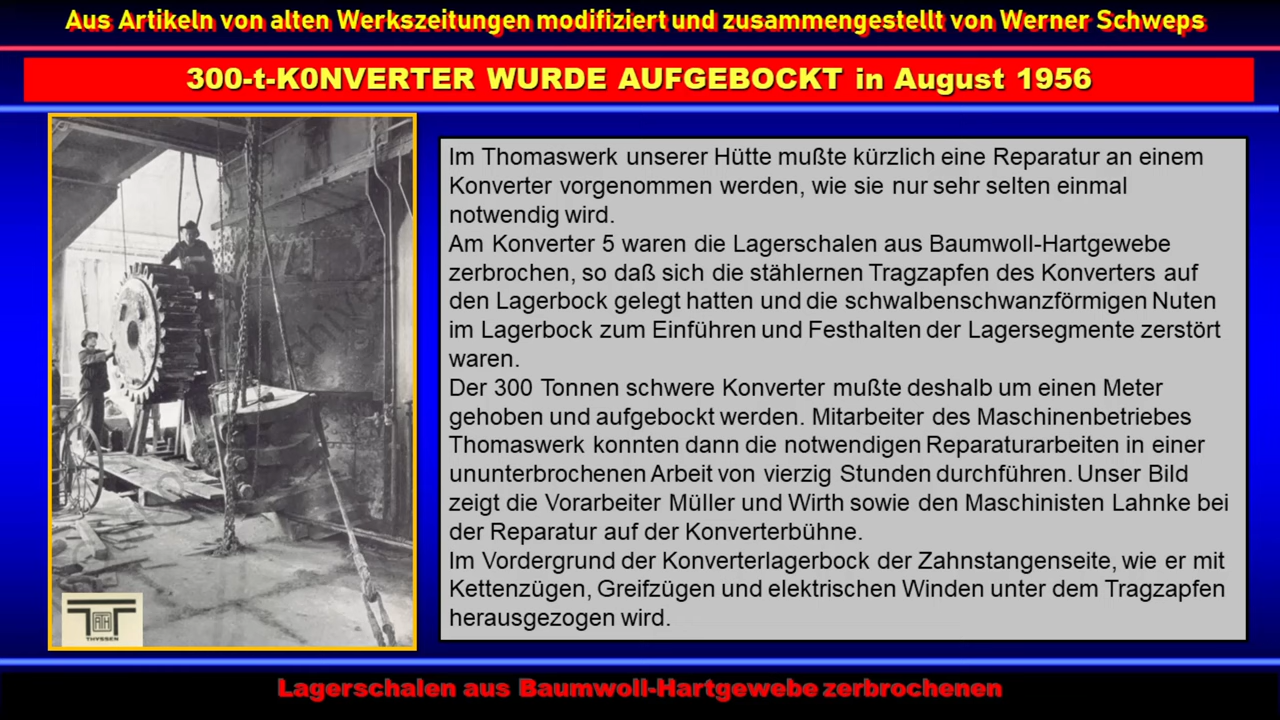 Aus Artikeln von alten Werkszeitungen modifiziert und zusammengestellt von Werner Schweps
300-t-K0NVERTER WURDE AUFGEBOCKT in August 1956
Im Thomaswerk unserer Hütte mußte kürzlich eine Reparatur an einem
Konverter vorgenommen werden, wie sie nur sehr selten einmal
notwendig wird.
Am Konverter 5 waren die Lagerschalen aus Baumwoll-Hartgewebe
zerbrochen, so daß sich die stählernen Tragzapfen des Konverters auf
den Lagerbock gelegt hatten und die schwalbenschwanzförmigen Nuten
im Lagerbock zum Einführen und Festhalten der Lagersegmente zerstört
waren.
Der 300 Tonnen schwere Konverter mußte deshalb um einen Meter
gehoben und aufgebockt werden. Mitarbeiter des Maschinenbetriebes
Thomaswerk konnten dann die notwendigen Reparaturarbeiten in einer
ununterbrochenen Arbeit von vierzig Stunden durchführen. Unser Bild
zeigt die Vorarbeiter Müller und Wirth sowie den Maschinisten Lahnke bei
der Reparatur auf der Konverterbühne.
Im Vordergrund der Konverterlagerbock der Zahnstangenseite, wie er mit
Kettenzügen, Greifzügen und elektrischen Winden unter dem Tragzapfen
herausgezogen wird.
ATH
THYSSEN
Lagerschalen aus Baumwoll-Hartgewebe zerbrochenen